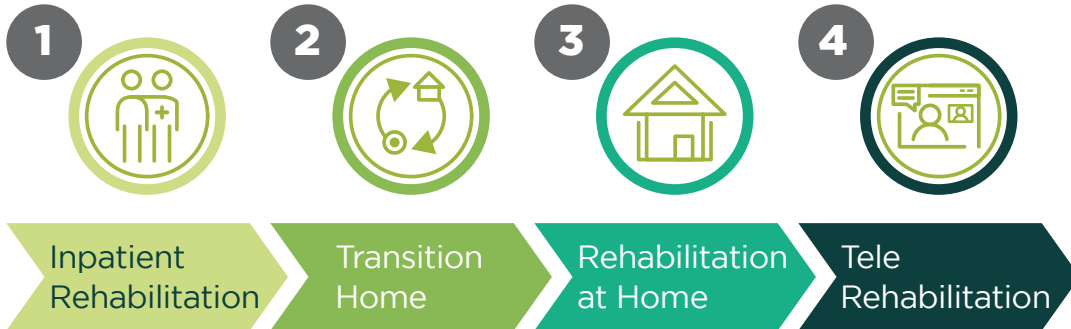 1
2
3
4
Inpatient
Rehabilitation
Transition
Home
Rehabilitation
at Home
Tele
Rehabilitation